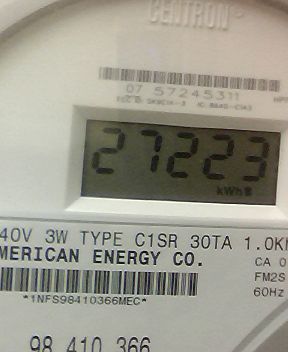 CENTRON
07 57245311
27223
kWh
40V 3W TYPE C1SR 30TA 1.0K
MERICAN ENERGY CO.
CA 0
FM2S
60Hz
*1NFS98410366MEC*
98 410 366